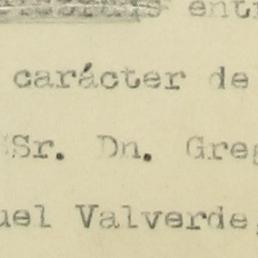 entr
carácter de
Sr. Dn. Greg
uel Valverde,